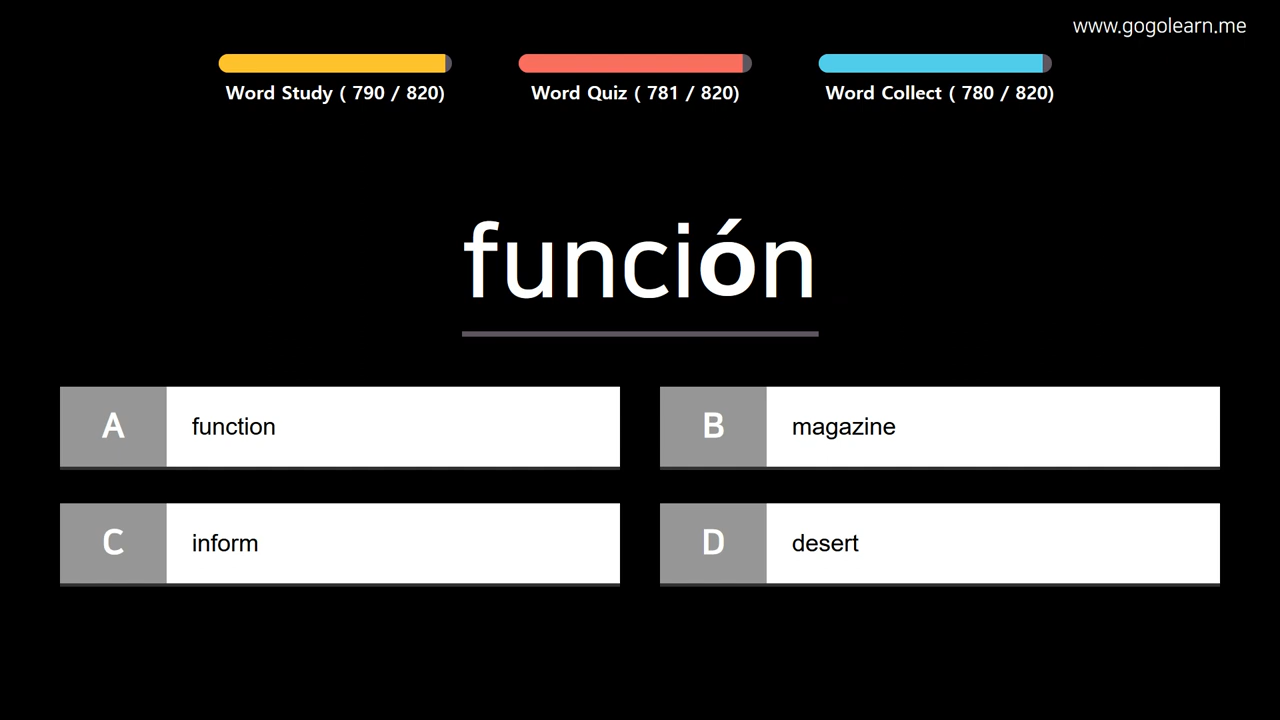 www.gogolearn.me
Word Study ( 790 / 820)
Word Quiz ( 781 / 820)
Word Collect ( 780 / 820)
función
A function
B magazine
C inform
D desert